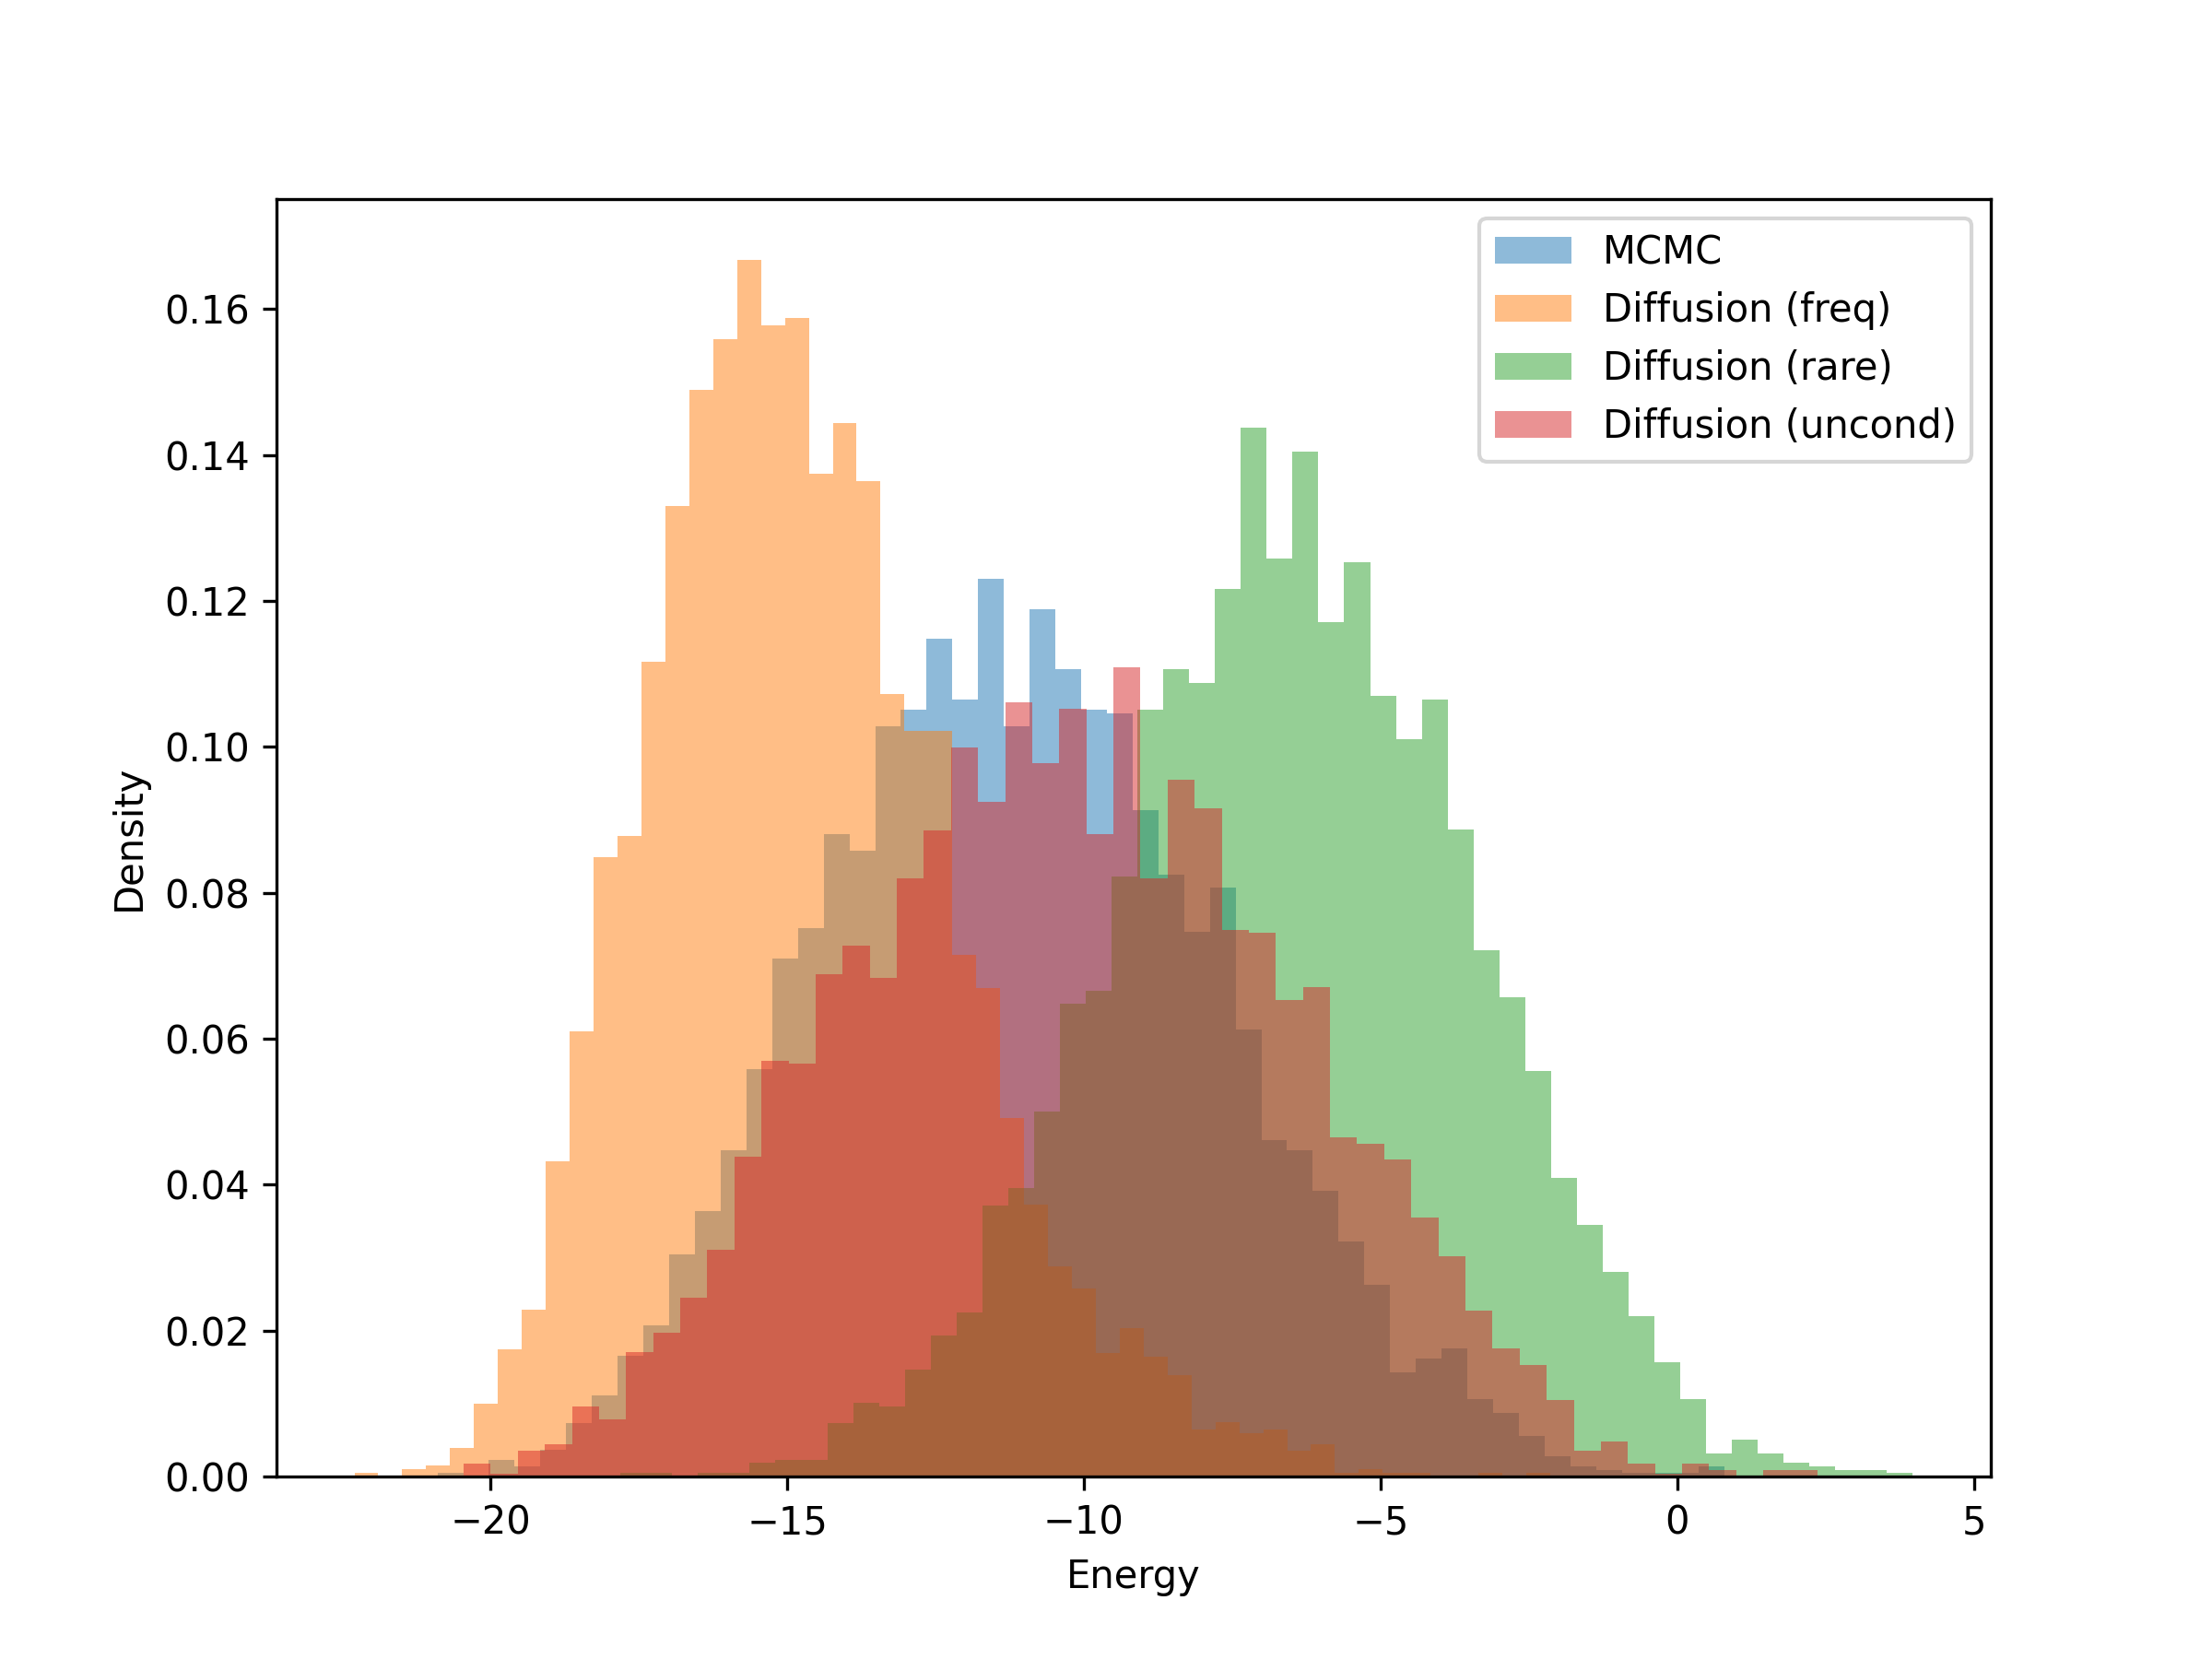 MCMC
Diffusion (freq)
Diffusion (rare)
Diffusion (uncond)
0.16
0.14
0.12
0.10
0.08
0.06
0.04
0.02
0.00
Density
−20 −15 −10 −5 0 5
Energy